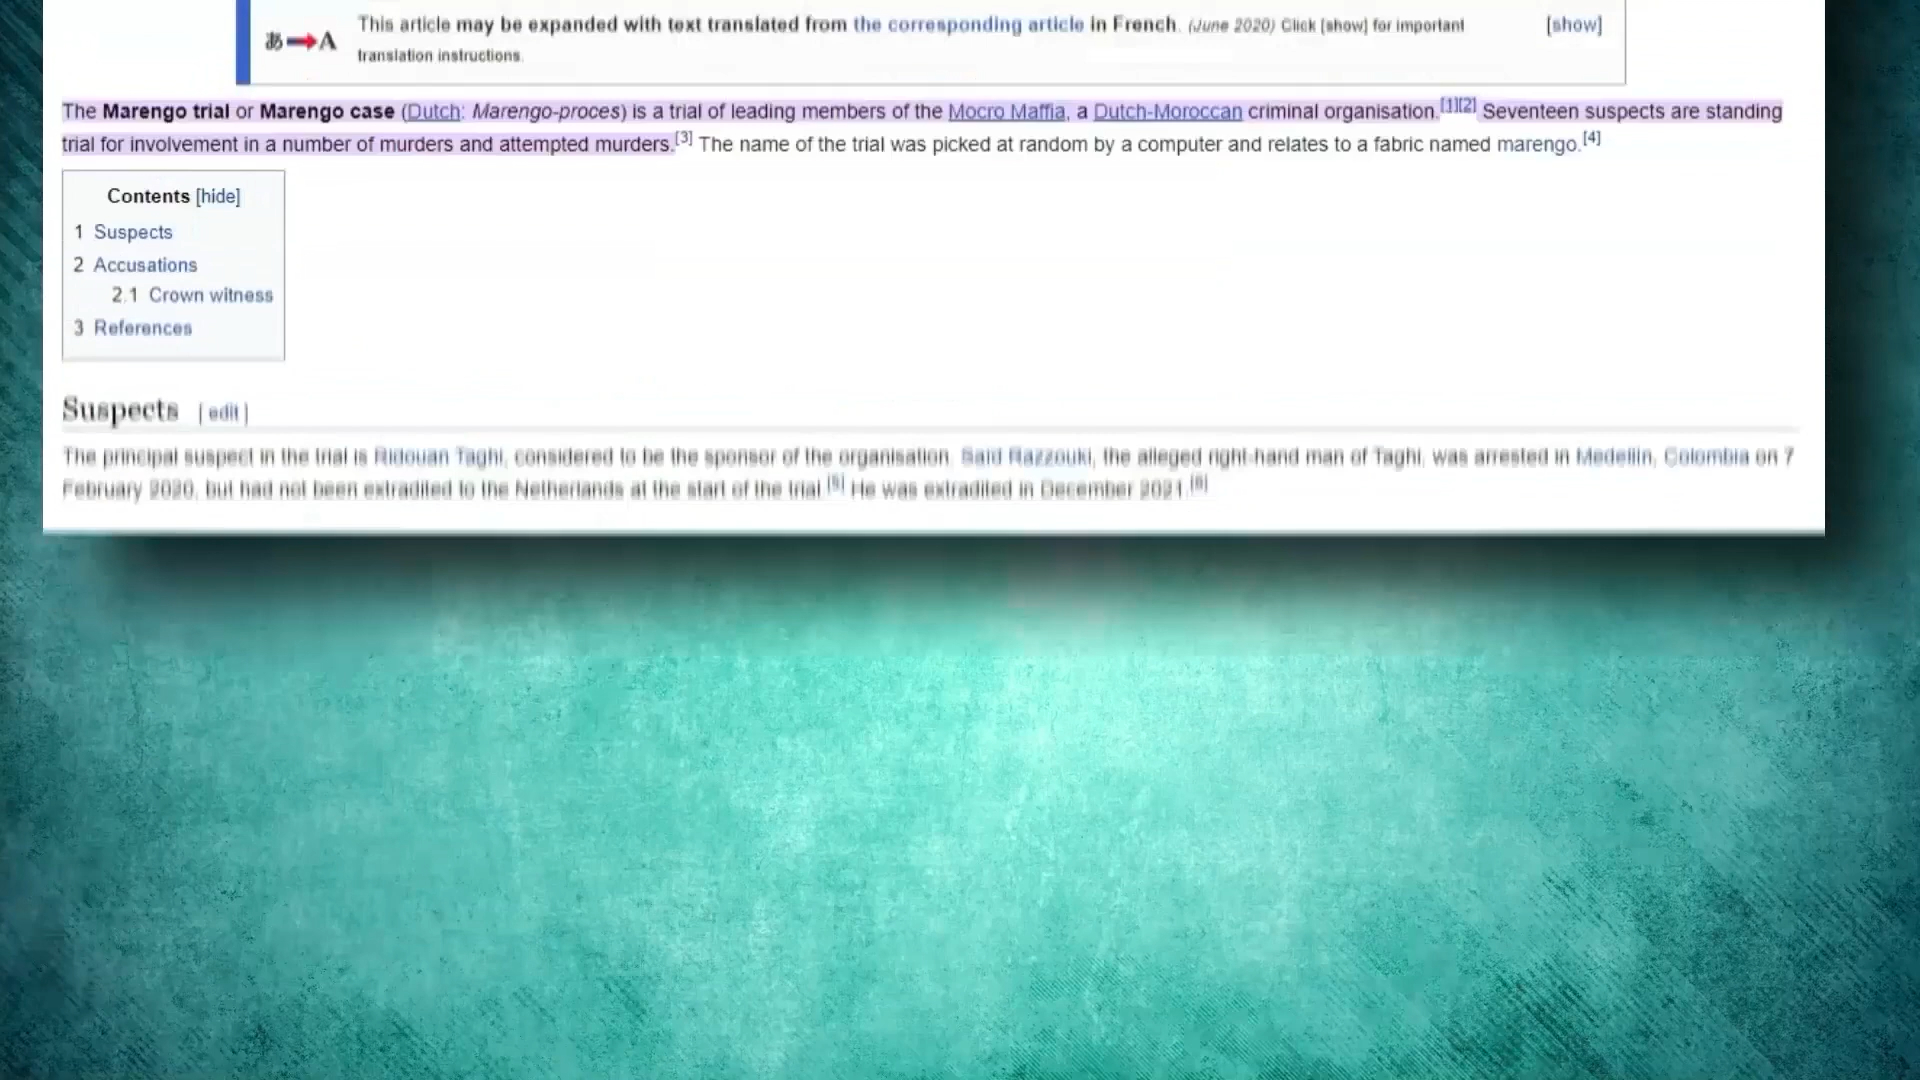 This article may be expanded with text translated from the corresponding article in French. (June 2020) Click [show] for important [show]
あ A translation instructions.
The Marengo trial or Marengo case (Dutch: Marengo-proces) is a trial of leading members of the Mocro Maffia, a Dutch-Moroccan criminal organisation.[1][2] Seventeen suspects are standing
trial for involvement in a number of murders and attempted murders.[3] The name of the trial was picked at random by a computer and relates to a fabric named marengo.[4]
Contents [hide]
1 Suspects
2 Accusations
2.1 Crown witness
3 References
Suspects [ edit ]
The principal suspect in the trial is Ridouan Taghi, considered to be the sponsor of the organisation. Saïd Razzouki, the alleged right-hand man of Taghi, was arrested in Medellín, Colombia on 7
February 2020, but had not been extradited to the Netherlands at the start of the trial.[5] He was extradited in December 2021.[6]